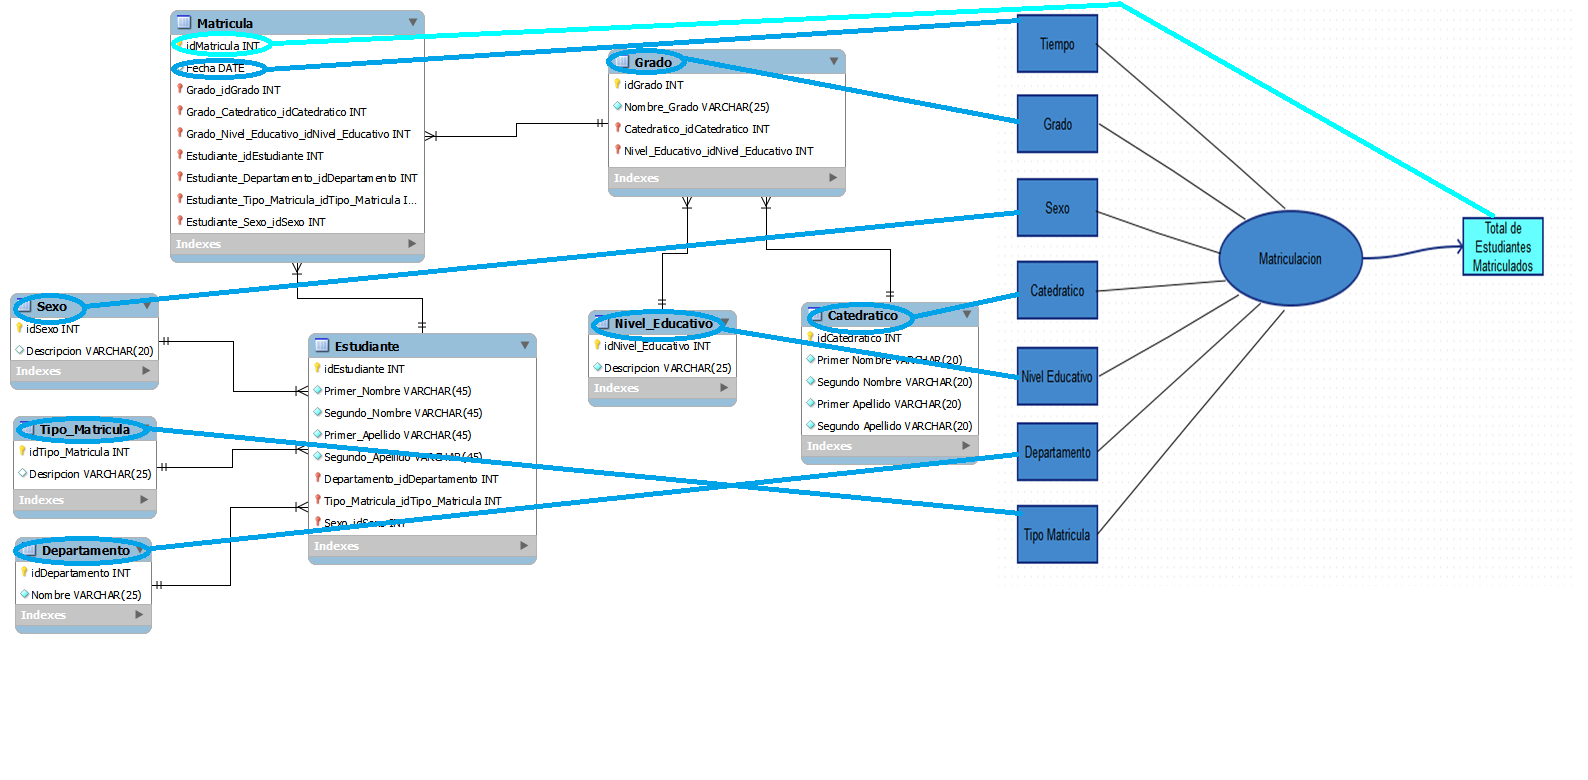 Matricula
idMatricula INT
Fecha DATE
Grado_idGrado INT
Grado_Catedratico_idCatedratico INT
Grado_Nivel_Educativo_idNivel_Educativo INT
Estudiante_idEstudiante INT
Estudiante_Departamento_idDepartamento INT
Estudiante_Tipo_Matricula_idTipo_Matricula I...
Estudiante_Sexo_idSexo INT
Indexes
Grado
idGrado INT
Nombre_Grado VARCHAR(25)
Catedratico_idCatedratico INT
Nivel_Educativo_idNivel_Educativo INT
Indexes
Sexo
idSexo INT
Descripcion VARCHAR(20)
Indexes
Tipo_Matricula
idTipo_Matricula INT
Desripcion VARCHAR(25)
Indexes
Departamento
idDepartamento INT
Nombre VARCHAR(25)
Indexes
Estudiante
idEstudiante INT
Primer_Nombre VARCHAR(45)
Segundo_Nombre VARCHAR(45)
Primer_Apellido VARCHAR(45)
Segundo_Apellido VARCHAR(45)
Departamento_idDepartamento INT
Tipo_Matricula_idTipo_Matricula INT
Sexo_idSexo INT
Indexes
Nivel_Educativo
idNivel_Educativo INT
Descripcion VARCHAR(25)
Indexes
Catedratico
idCatedratico INT
Primer Nombre VARCHAR(20)
Segundo Nombre VARCHAR(20)
Primer Apellido VARCHAR(20)
Segundo Apellido VARCHAR(20)
Indexes
Tiempo
Grado
Sexo
Catedratico
Nivel Educativo
Departamento
Tipo Matricula
Matriculacion
Total de
Estudiantes
Matriculados